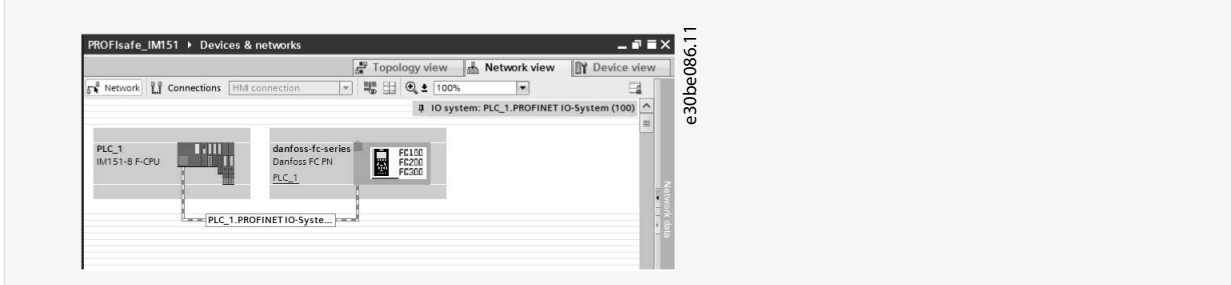 PROFIsafe_IM151 ▸ Devices & networks
Topology view Network view Device view
Network Connections HMI connection 100%
IO system: PLC_1.PROFINET IO-System (100)
PLC_1
IM151-8 F-CPU
danfoss-fc-series
Danfoss FC PN
PLC_1
FC100
FC200
FC300
PLC_1.PROFINET IO-Syste...
Network data
e30be086.11